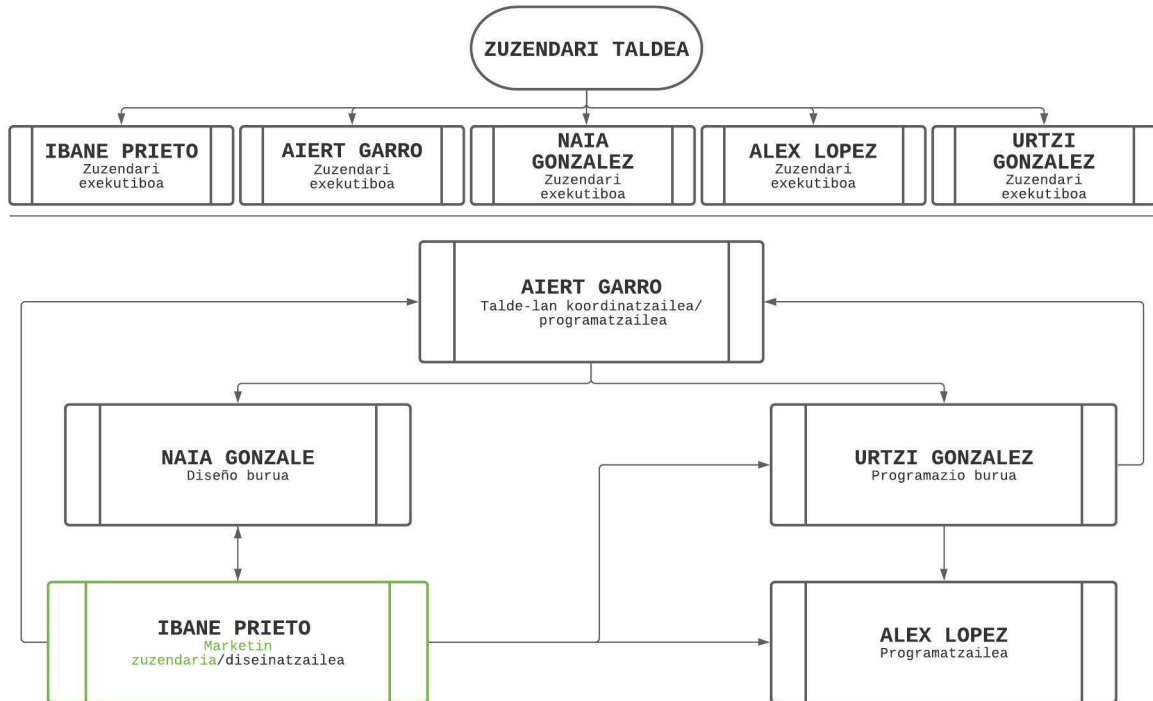 ZUZENDARI TALDEA
IBANE PRIETO
Zuzendari
exekutiboa
AIERT GARRO
Zuzendari
exekutiboa
NAIA
GONZALEZ
Zuzendari
exekutiboa
ALEX LOPEZ
Zuzendari
exekutiboa
URTZI
GONZALEZ
Zuzendari
exekutiboa
AIERT GARRO
Talde-lan koordinatzailea/
programatzailea
NAIA GONZALE
Diseño burua
URTZI GONZALEZ
Programazio burua
IBANE PRIETO
Marketin
zuzendaria/diseinatzailea
ALEX LOPEZ
Programatzailea